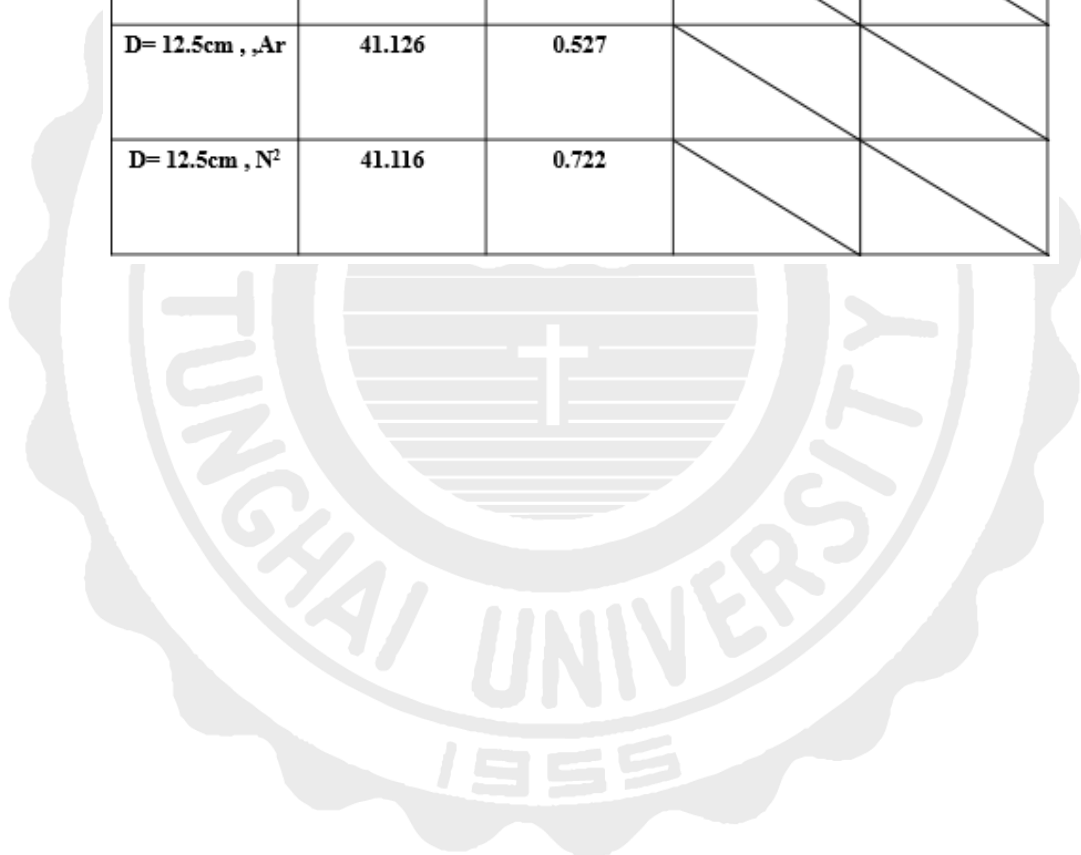 D= 12.5cm , ,Ar 41.126 0.527
D= 12.5cm , N² 41.116 0.722
TUNGHAI UNIVERSITY
1955